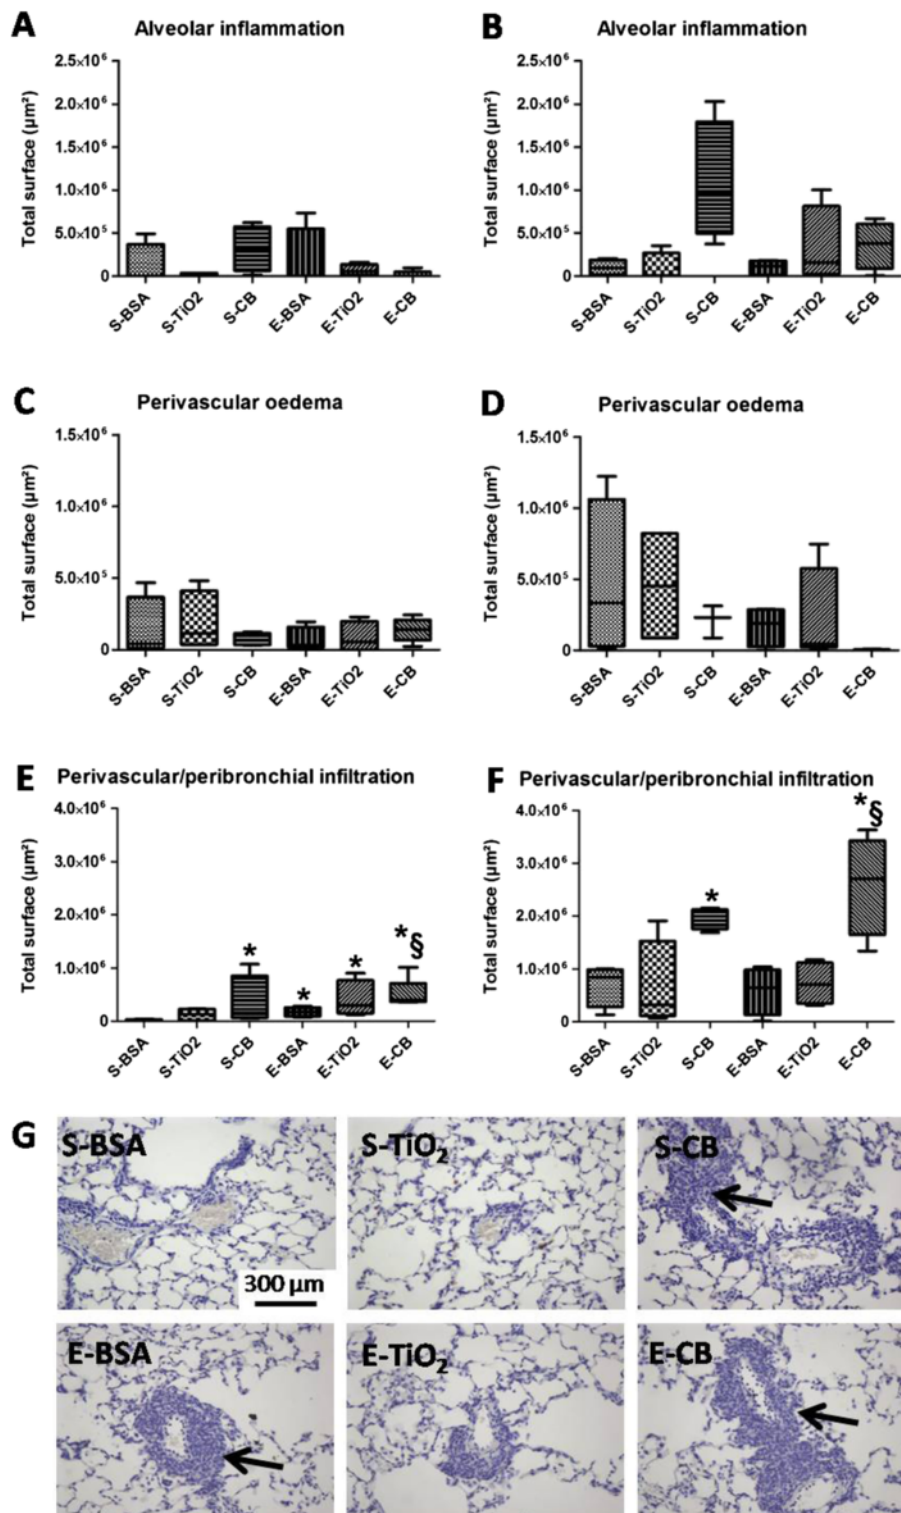 A
Alveolar inflammation
Total surface (µm²)
2.5×10⁶
2.0×10⁶
1.5×10⁶
1.0×10⁶
5.0×10⁵
0
S-BSA
S-TiO2
S-CB
E-BSA
E-TiO2
E-CB
B
Alveolar inflammation
Total surface (µm²)
2.5×10⁶
2.0×10⁶
1.5×10⁶
1.0×10⁶
5.0×10⁵
0
S-BSA
S-TiO2
S-CB
E-BSA
E-TiO2
E-CB
C
Perivascular oedema
Total surface (µm²)
1.5×10⁶
1.0×10⁶
5.0×10⁵
0
S-BSA
S-TiO2
S-CB
E-BSA
E-TiO2
E-CB
D
Perivascular oedema
Total surface (µm²)
1.5×10⁶
1.0×10⁶
5.0×10⁵
0
S-BSA
S-TiO2
S-CB
E-BSA
E-TiO2
E-CB
E
Perivascular/peribronchial infiltration
Total surface (µm²)
4.0×10⁶
3.0×10⁶
2.0×10⁶
1.0×10⁶
0
*
*
*
*§
S-BSA
S-TiO2
S-CB
E-BSA
E-TiO2
E-CB
F
Perivascular/peribronchial infiltration
Total surface (µm²)
4.0×10⁶
3.0×10⁶
2.0×10⁶
1.0×10⁶
0
*
*§
S-BSA
S-TiO2
S-CB
E-BSA
E-TiO2
E-CB
G
S-BSA
300 µm
S-TiO₂
S-CB
E-BSA
E-TiO₂
E-CB